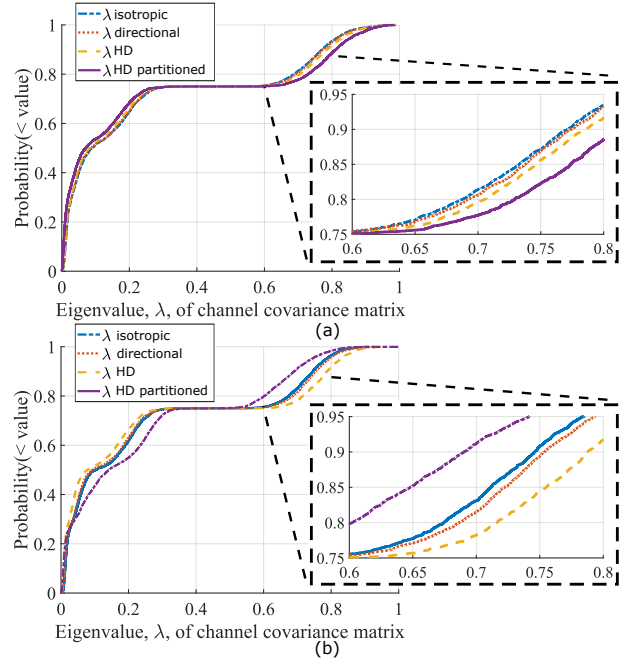 λ isotropic
λ directional
λ HD
λ HD partitioned
Probability(< value)
1
0.8
0.6
0.4
0.2
0
0 0.2 0.4 0.6 0.8 1
0.95
0.9
0.85
0.8
0.75
0.6 0.65 0.7 0.75 0.8
Eigenvalue, λ, of channel covariance matrix
(a)
λ isotropic
λ directional
λ HD
λ HD partitioned
Probability(< value)
1
0.8
0.6
0.4
0.2
0
0 0.2 0.4 0.6 0.8 1
0.95
0.9
0.85
0.8
0.75
0.6 0.65 0.7 0.75 0.8
Eigenvalue, λ, of channel covariance matrix
(b)